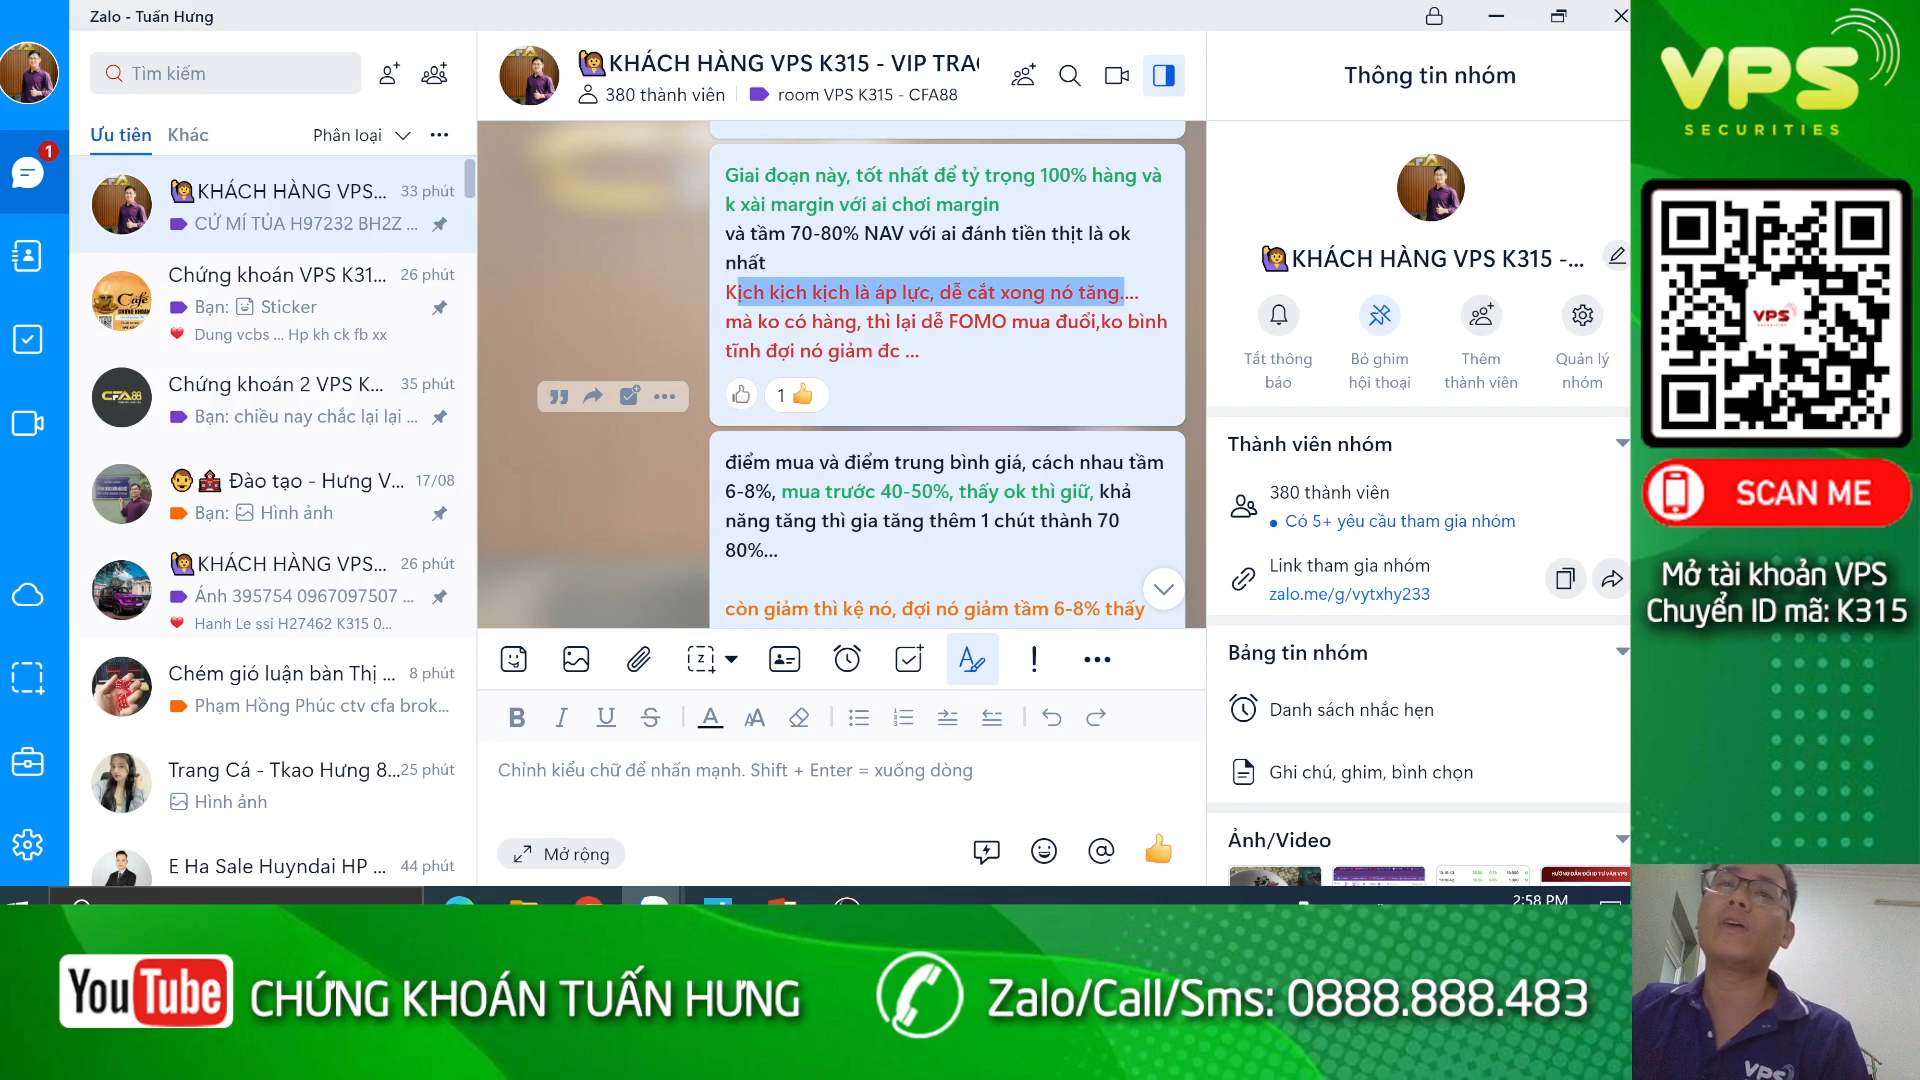 Zalo - Tuấn Hưng
Tìm kiếm
Ưu tiên
Khác
Phân loại
1
KHÁCH HÀNG VPS...
33 phút
CỬ MÍ TỦA H97232 BH2Z ...
Chứng khoán VPS K31...
26 phút
Bạn: Sticker
Dung vcbs ... Hp kh ck fb xx
Chứng khoán 2 VPS K...
35 phút
Bạn: chiều nay chắc lại lại ...
Đào tạo - Hưng V...
17/08
Bạn: Hình ảnh
KHÁCH HÀNG VPS...
26 phút
Ánh 395754 0967097507 ...
Hanh Le ssi H27462 K315 0...
Chém gió luận bàn Thị ...
8 phút
Phạm Hồng Phúc ctv cfa brok...
Trang Cá - Tkao Hưng 8...
25 phút
Hình ảnh
E Ha Sale Huyndai HP ...
44 phút
KHÁCH HÀNG VPS K315 - VIP TRA
380 thành viên
room VPS K315 - CFA88
Giai đoạn này, tốt nhất để tỷ trọng 100% hàng và
k xài margin với ai chơi margin
và tầm 70-80% NAV với ai đánh tiền thịt là ok
nhất
Kịch kịch kịch là áp lực, dễ cắt xong nó tăng....
mà ko có hàng, thì lại dễ FOMO mua đuổi,ko bình
tĩnh đợi nó giảm đc ...
1
điểm mua và điểm trung bình giá, cách nhau tầm
6-8%, mua trước 40-50%, thấy ok thì giữ, khả
năng tăng thì gia tăng thêm 1 chút thành 70
80%...
còn giảm thì kệ nó, đợi nó giảm tầm 6-8% thấy
Chỉnh kiểu chữ để nhấn mạnh. Shift + Enter = xuống dòng
Mở rộng
Thông tin nhóm
KHÁCH HÀNG VPS K315 -...
Tắt thông báo
Bỏ ghim hội thoại
Thêm thành viên
Quản lý nhóm
Thành viên nhóm
380 thành viên
Có 5+ yêu cầu tham gia nhóm
Link tham gia nhóm
zalo.me/g/vytxhy233
Bảng tin nhóm
Danh sách nhắc hẹn
Ghi chú, ghim, bình chọn
Ảnh/Video
HƯỚNG DẪN ĐỔI ID TƯ VẤN VPS
2:58 PM
VPS
SECURITIES
VPS
SCAN ME
Mở tài khoản VPS
Chuyển ID mã: K315
VPS
YouTube
CHỨNG KHOÁN TUẤN HƯNG
Zalo/Call/Sms: 0888.888.483